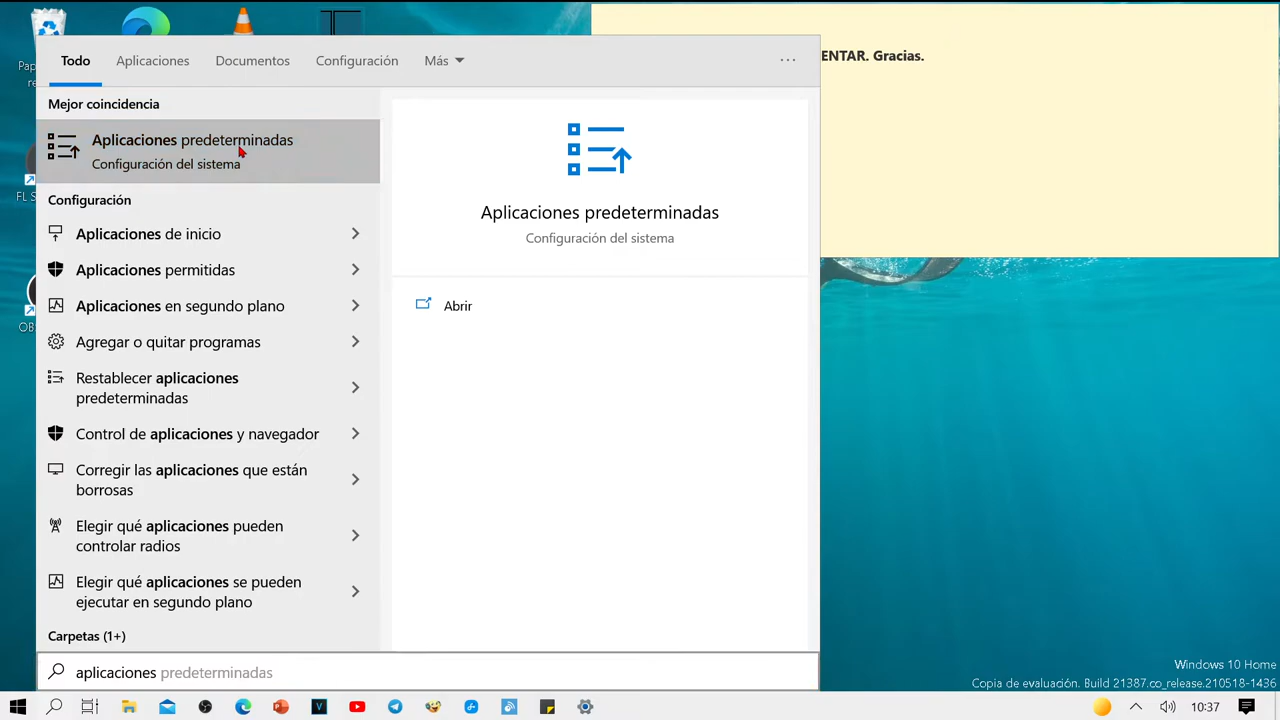 Pap
re
FL S
OB
ENTAR. Gracias.
Todo
Aplicaciones
Documentos
Configuración
Más
Mejor coincidencia
Aplicaciones predeterminadas
Configuración del sistema
Configuración
Aplicaciones de inicio
Aplicaciones permitidas
Aplicaciones en segundo plano
Agregar o quitar programas
Restablecer aplicaciones
predeterminadas
Control de aplicaciones y navegador
Corregir las aplicaciones que están
borrosas
Elegir qué aplicaciones pueden
controlar radios
Elegir qué aplicaciones se pueden
ejecutar en segundo plano
Carpetas (1+)
Aplicaciones predeterminadas
Configuración del sistema
Abrir
aplicaciones predeterminadas
Windows 10 Home
Copia de evaluación. Build 21387.co_release.210518-1436
10:37